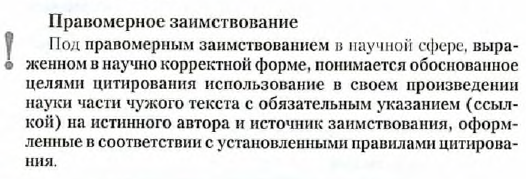 Правомерное заимствование
! Под правомерным заимствованием в научной сфере, выра-
женном в научно корректной форме, понимается обоснованное
целями цитирования использование в своем произведении
науки части чужого текста с обязательным указанием (ссыл-
кой) на истинного автора и источник заимствования, оформ-
ленные в соответствии с установленными правилами цитирова-
ния.